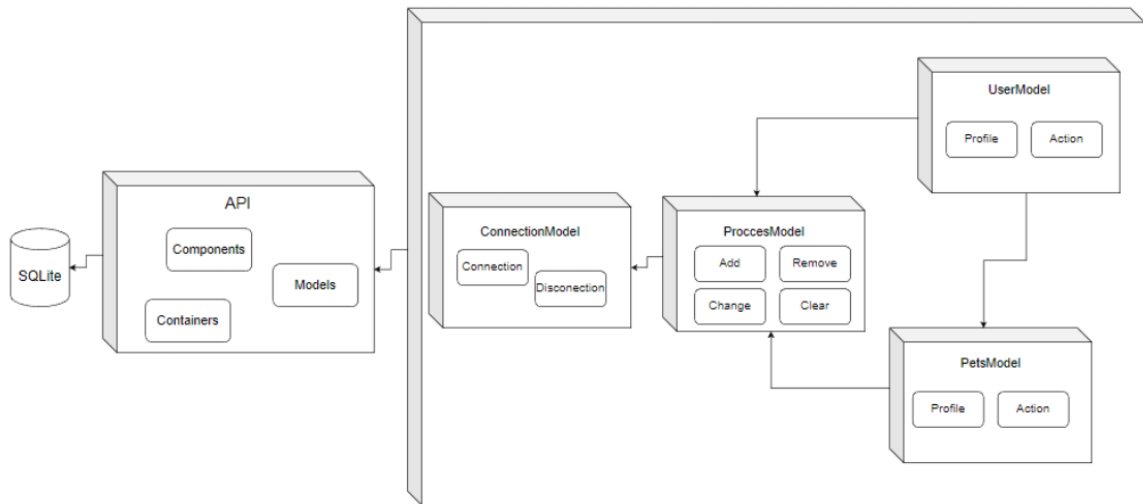 SQLite
API
Components
Models
Containers
ConnectionModel
Connection
Disconection
ProccesModel
Add
Remove
Change
Clear
UserModel
Profile
Action
PetsModel
Profile
Action